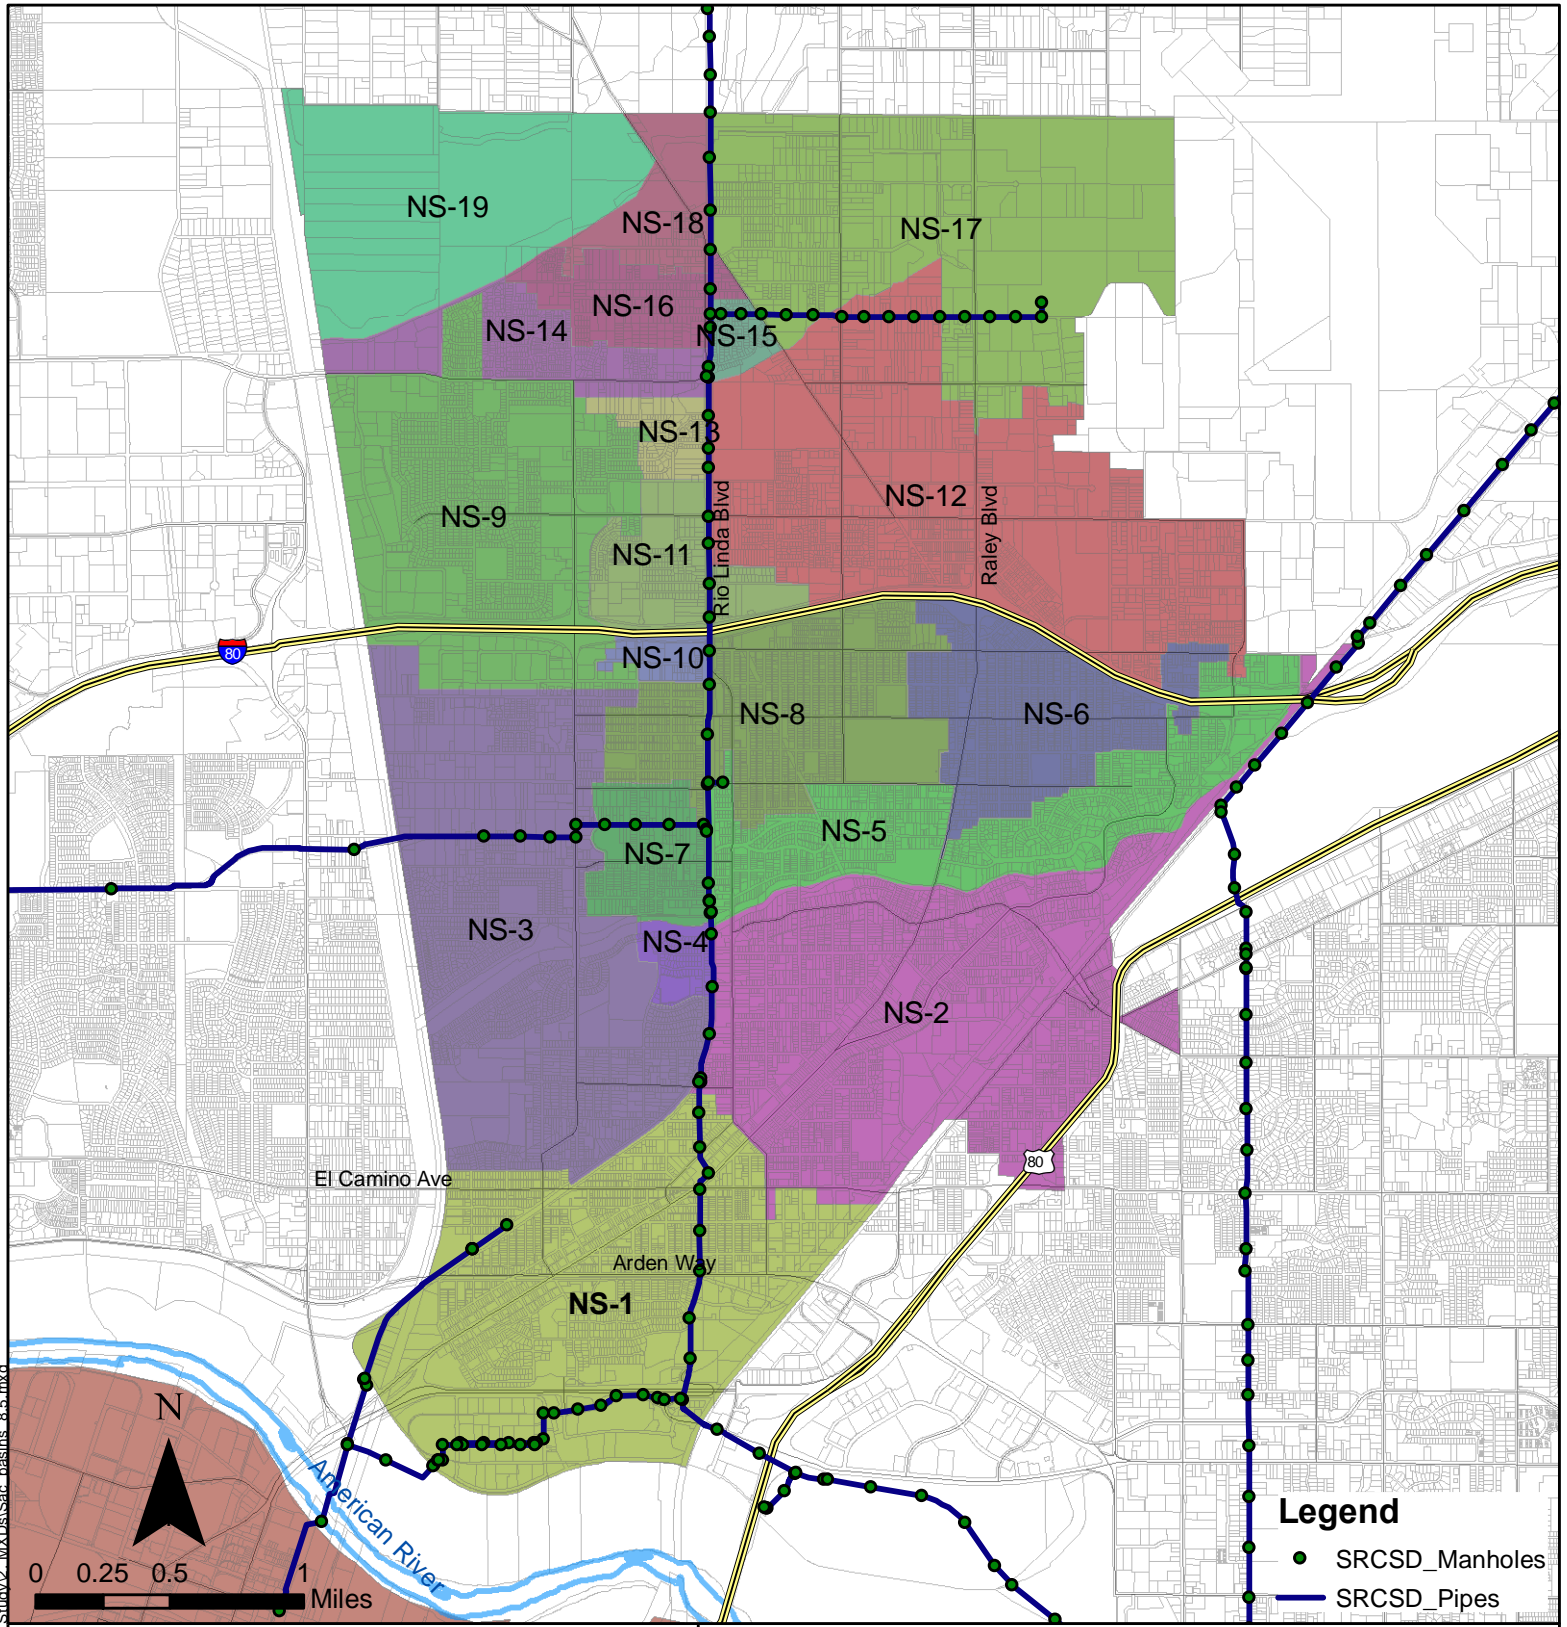 NS-19
NS-18
NS-17
NS-16
NS-14
NS-15
NS-13
NS-12
NS-9
Rio Linda Blvd
Raley Blvd
NS-11
80
NS-10
NS-8
NS-6
NS-5
NS-7
NS-3
NS-4
NS-2
80
El Camino Ave
Arden Way
NS-1
N
American River
0 0.25 0.5 1
Miles
Legend
SRCSD_Manholes
SRCSD_Pipes